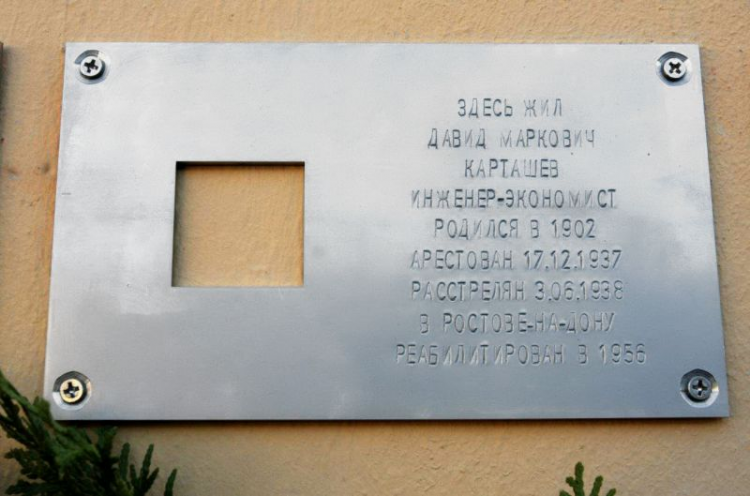 ЗДЕСЬ ЖИЛ
ДАВИД МАРКОВИЧ
КАРТАШЕВ
ИНЖЕНЕР-ЭКОНОМИСТ
РОДИЛСЯ В 1902
АРЕСТОВАН 17.12.1937
РАССТРЕЛЯН 3.06.1938
В РОСТОВЕ-НА-ДОНУ
РЕАБИЛИТИРОВАН В 1956